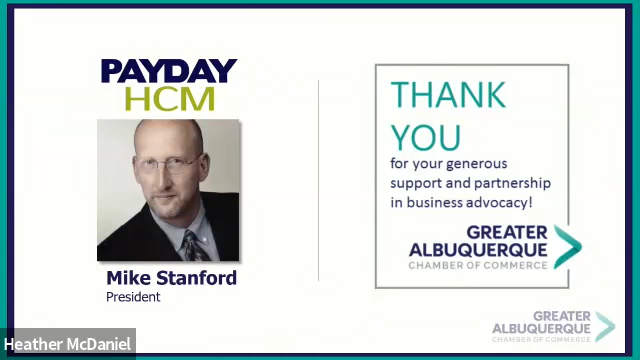 PAYDAY
HCM
Mike Stanford
President
THANK
YOU
for your generous
support and partnership
in business advocacy!
GREATER
ALBUQUERQUE
CHAMBER OF COMMERCE
GREATER
ALBUQUERQUE
CHAMBER OF COMMERCE
Heather McDaniel